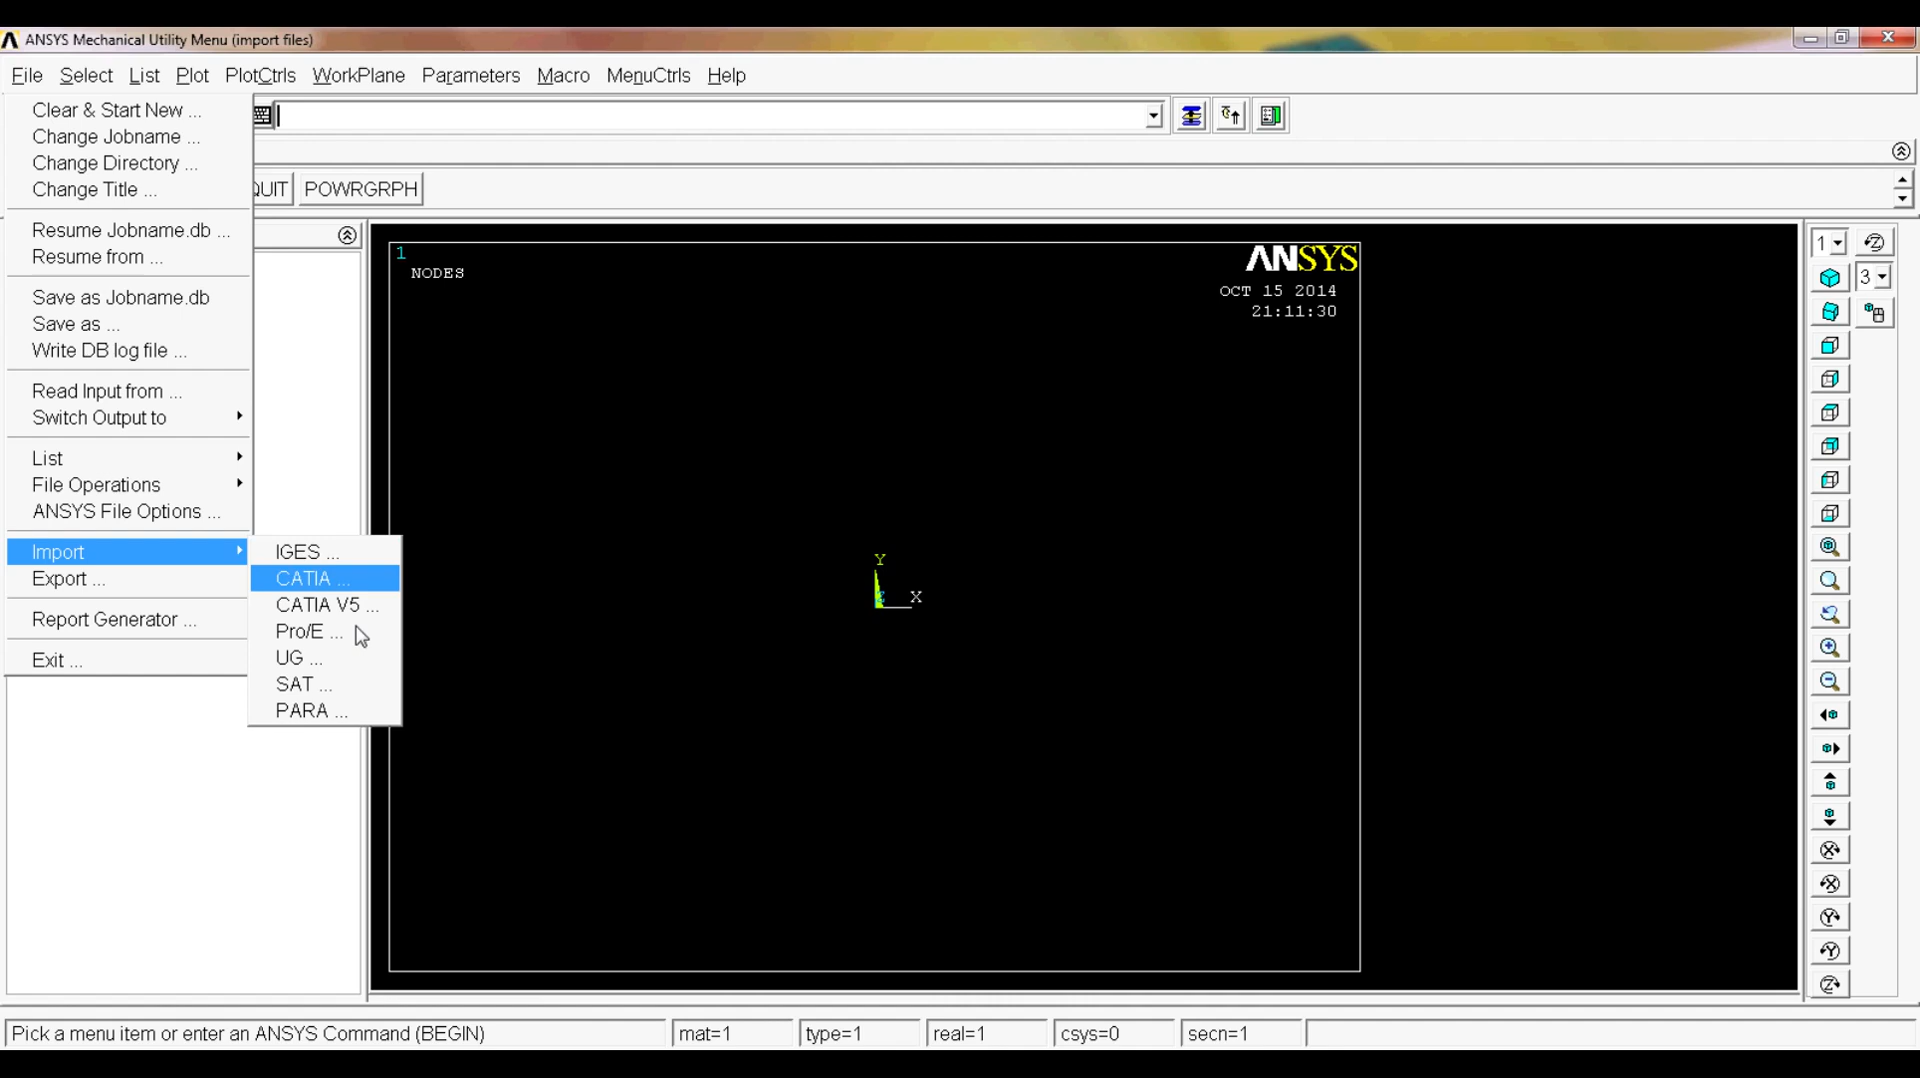 ANSYS Mechanical Utility Menu (import files)
File Select List Plot PlotCtrls WorkPlane Parameters Macro MenuCtrls Help
Clear & Start New ...
Change Jobname ...
Change Directory ...
Change Title ...
QUIT POWRGRPH
Resume Jobname.db ...
Resume from ...
Save as Jobname.db
Save as ...
Write DB log file ...
Read Input from ...
Switch Output to
List
File Operations
ANSYS File Options ...
Import
Export ...
Report Generator ...
Exit ...
IGES ...
CATIA ...
CATIA V5 ...
Pro/E ...
UG ...
SAT ...
PARA ...
1
NODES
ANSYS
OCT 15 2014
21:11:30
Y
X
1
3
Pick a menu item or enter an ANSYS Command (BEGIN) mat=1 type=1 real=1 csys=0 secn=1